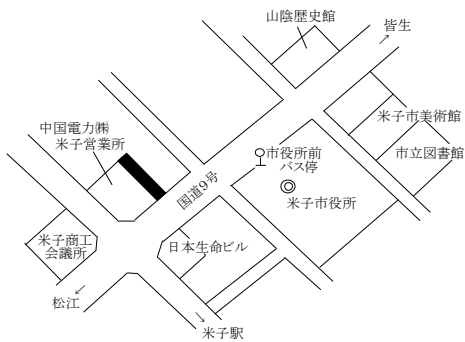 山陰歴史館
↗
皆生
中国電力㈱
米子営業所
米子市美術館
市立図書館
市役所前
バス停
国道9号
◎
米子市役所
米子商工
会議所
日本生命ビル
↙
松江
↘
米子駅